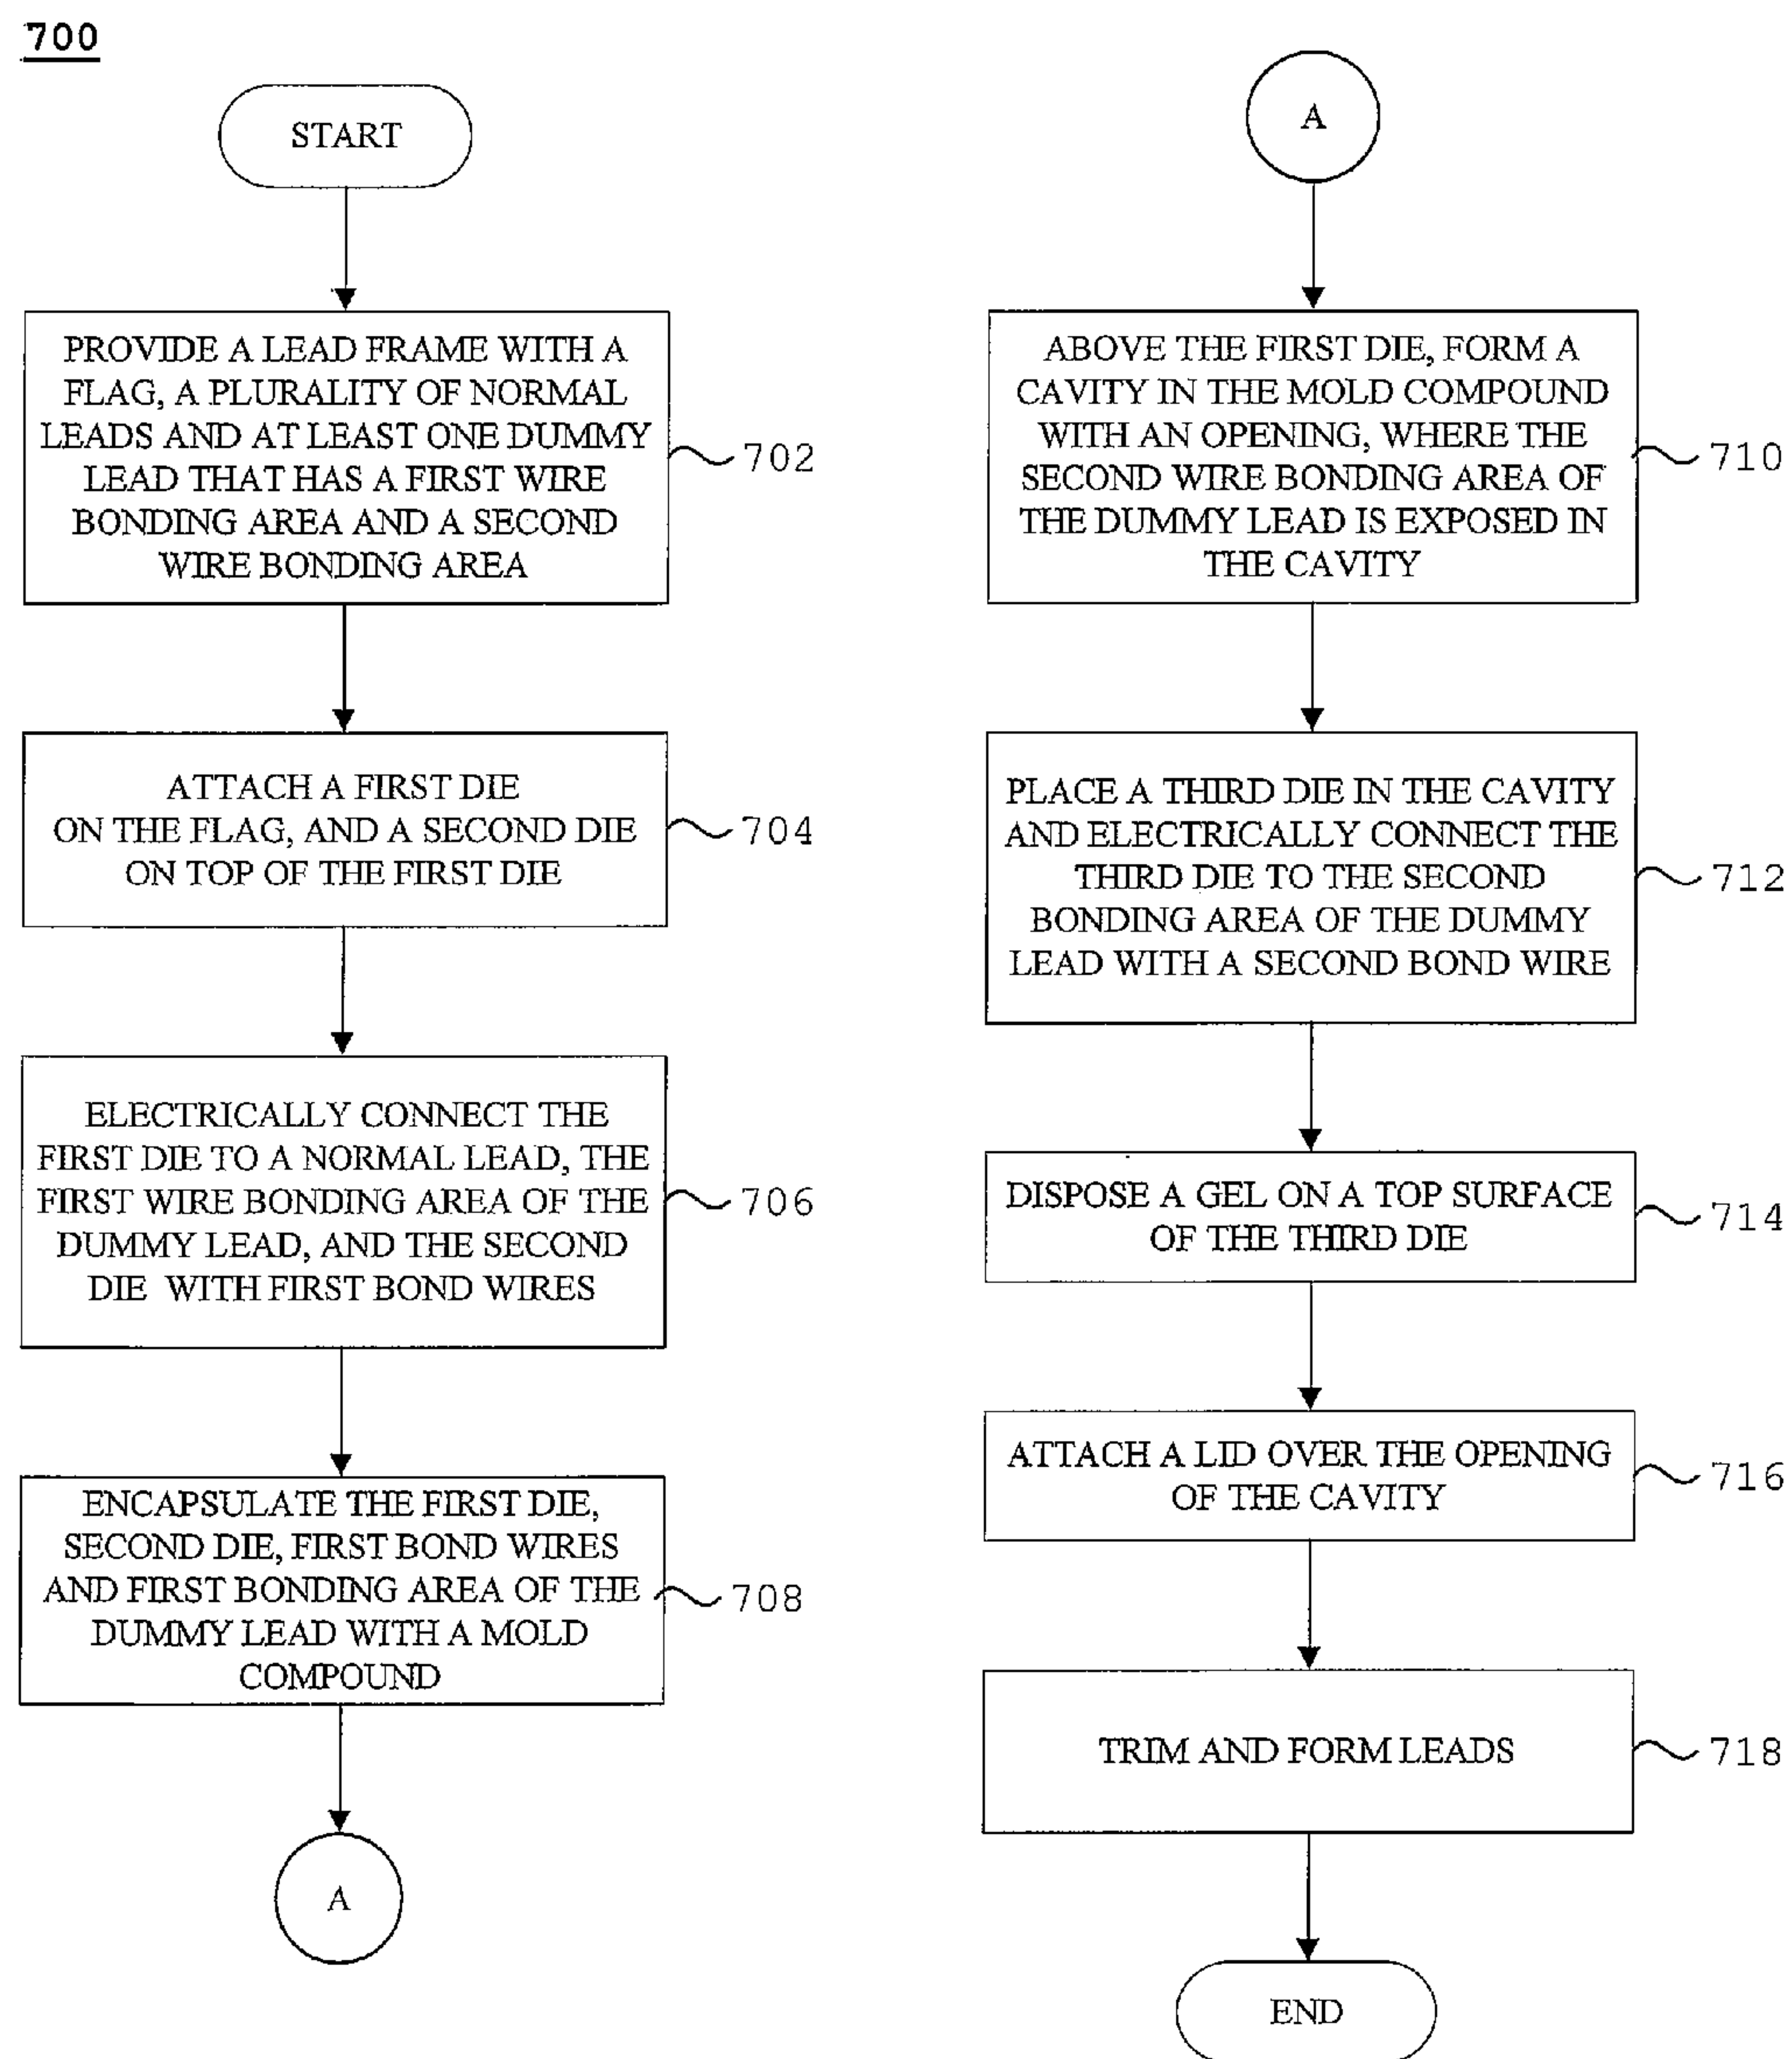 700
START
PROVIDE A LEAD FRAME WITH A
FLAG, A PLURALITY OF NORMAL
LEADS AND AT LEAST ONE DUMMY
LEAD THAT HAS A FIRST WIRE
BONDING AREA AND A SECOND
WIRE BONDING AREA
702
ATTACH A FIRST DIE
ON THE FLAG, AND A SECOND DIE
ON TOP OF THE FIRST DIE
704
ELECTRICALLY CONNECT THE
FIRST DIE TO A NORMAL LEAD, THE
FIRST WIRE BONDING AREA OF THE
DUMMY LEAD, AND THE SECOND
DIE WITH FIRST BOND WIRES
706
ENCAPSULATE THE FIRST DIE,
SECOND DIE, FIRST BOND WIRES
AND FIRST BONDING AREA OF THE
DUMMY LEAD WITH A MOLD
COMPOUND
708
A
A
ABOVE THE FIRST DIE, FORM A
CAVITY IN THE MOLD COMPOUND
WITH AN OPENING, WHERE THE
SECOND WIRE BONDING AREA OF
THE DUMMY LEAD IS EXPOSED IN
THE CAVITY
710
PLACE A THIRD DIE IN THE CAVITY
AND ELECTRICALLY CONNECT THE
THIRD DIE TO THE SECOND
BONDING AREA OF THE DUMMY
LEAD WITH A SECOND BOND WIRE
712
DISPOSE A GEL ON A TOP SURFACE
OF THE THIRD DIE
714
ATTACH A LID OVER THE OPENING
OF THE CAVITY
716
TRIM AND FORM LEADS
718
END